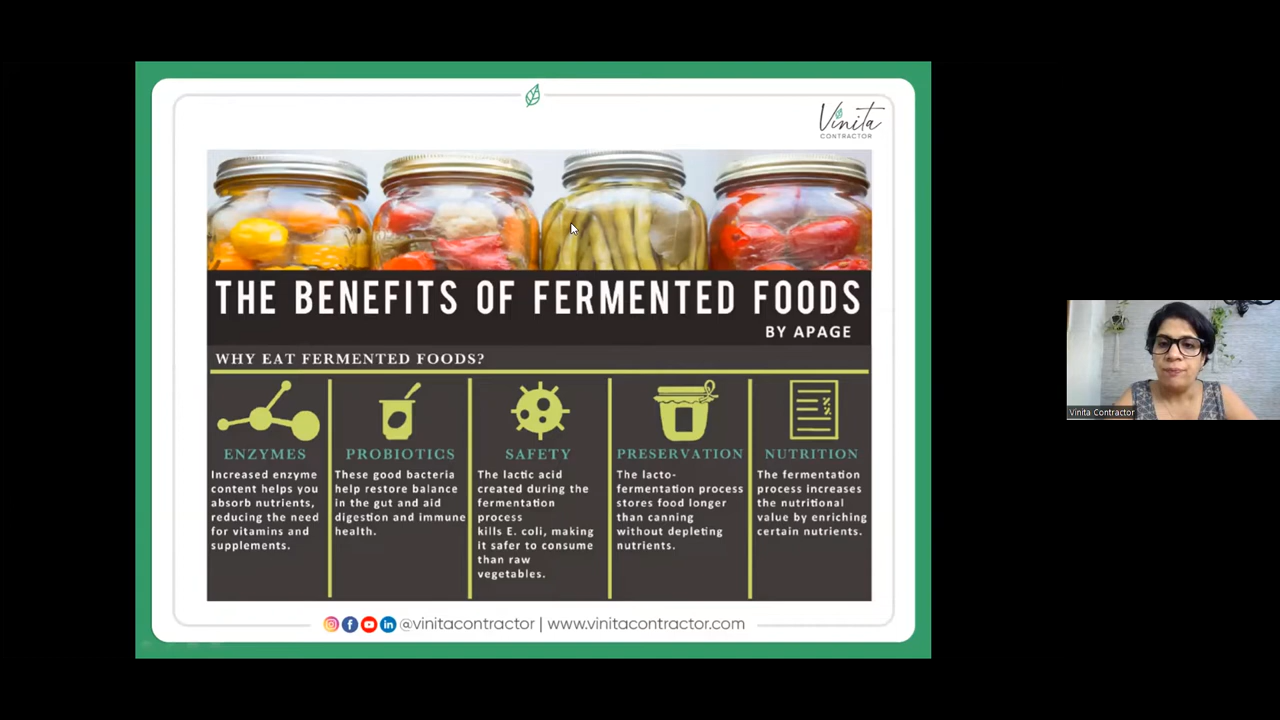 Vinita
CONTRACTOR
THE BENEFITS OF FERMENTED FOODS
BY APAGE
WHY EAT FERMENTED FOODS?
ENZYMES
Increased enzyme
content helps you
absorb nutrients,
reducing the need
for vitamins and
supplements.
PROBIOTICS
These good bacteria
help restore balance
in the gut and aid
digestion and immune
health.
SAFETY
The lactic acid
created during the
fermentation
process
kills E. coli, making
it safer to consume
than raw
vegetables.
PRESERVATION
The lacto-
fermentation process
stores food longer
than canning
without depleting
nutrients.
NUTRITION
The fermentation
process increases
the nutritional
value by enriching
certain nutrients.
@vinitacontractor | www.vinitacontractor.com
Vinita Contractor